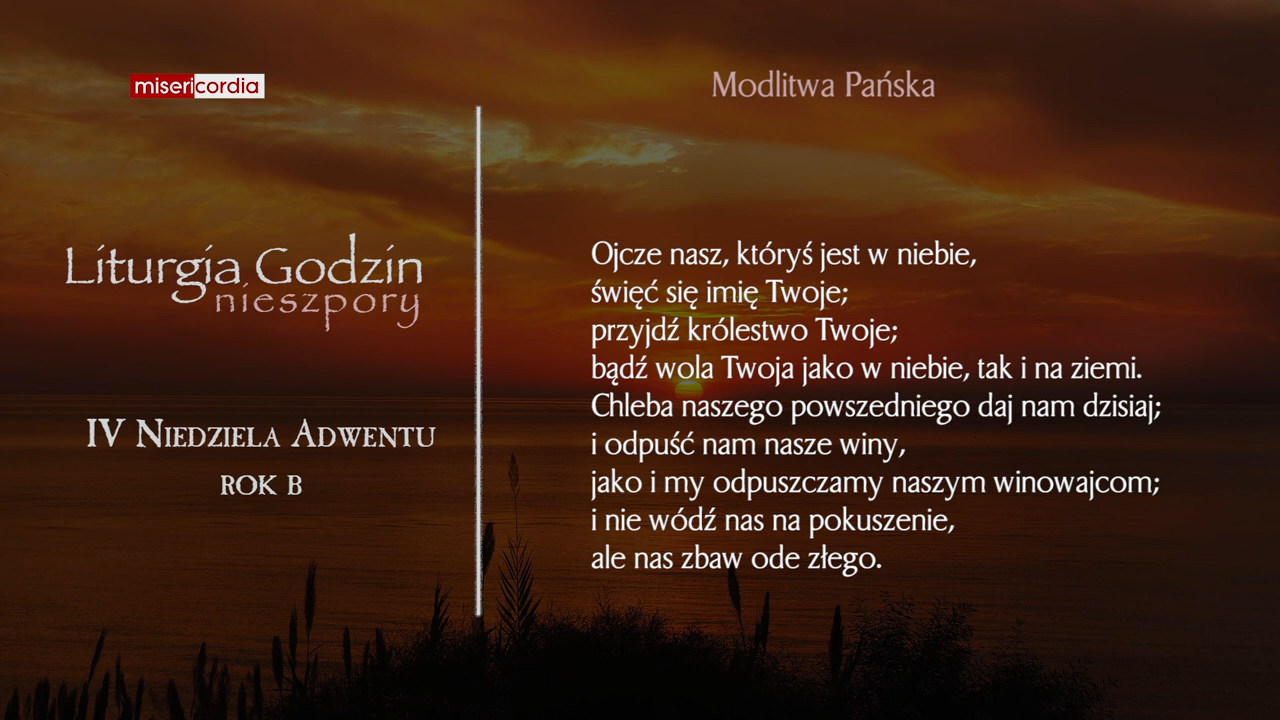 misericordia
Liturgia Godzin
nieszpory
IV Niedziela Adwentu
rok B
Modlitwa Pańska
Ojcze nasz, któryś jest w niebie,
święć się imię Twoje;
przyjdź królestwo Twoje;
bądź wola Twoja jako w niebie, tak i na ziemi.
Chleba naszego powszedniego daj nam dzisiaj;
i odpuść nam nasze winy,
jako i my odpuszczamy naszym winowajcom;
i nie wódź nas na pokuszenie,
ale nas zbaw ode złego.